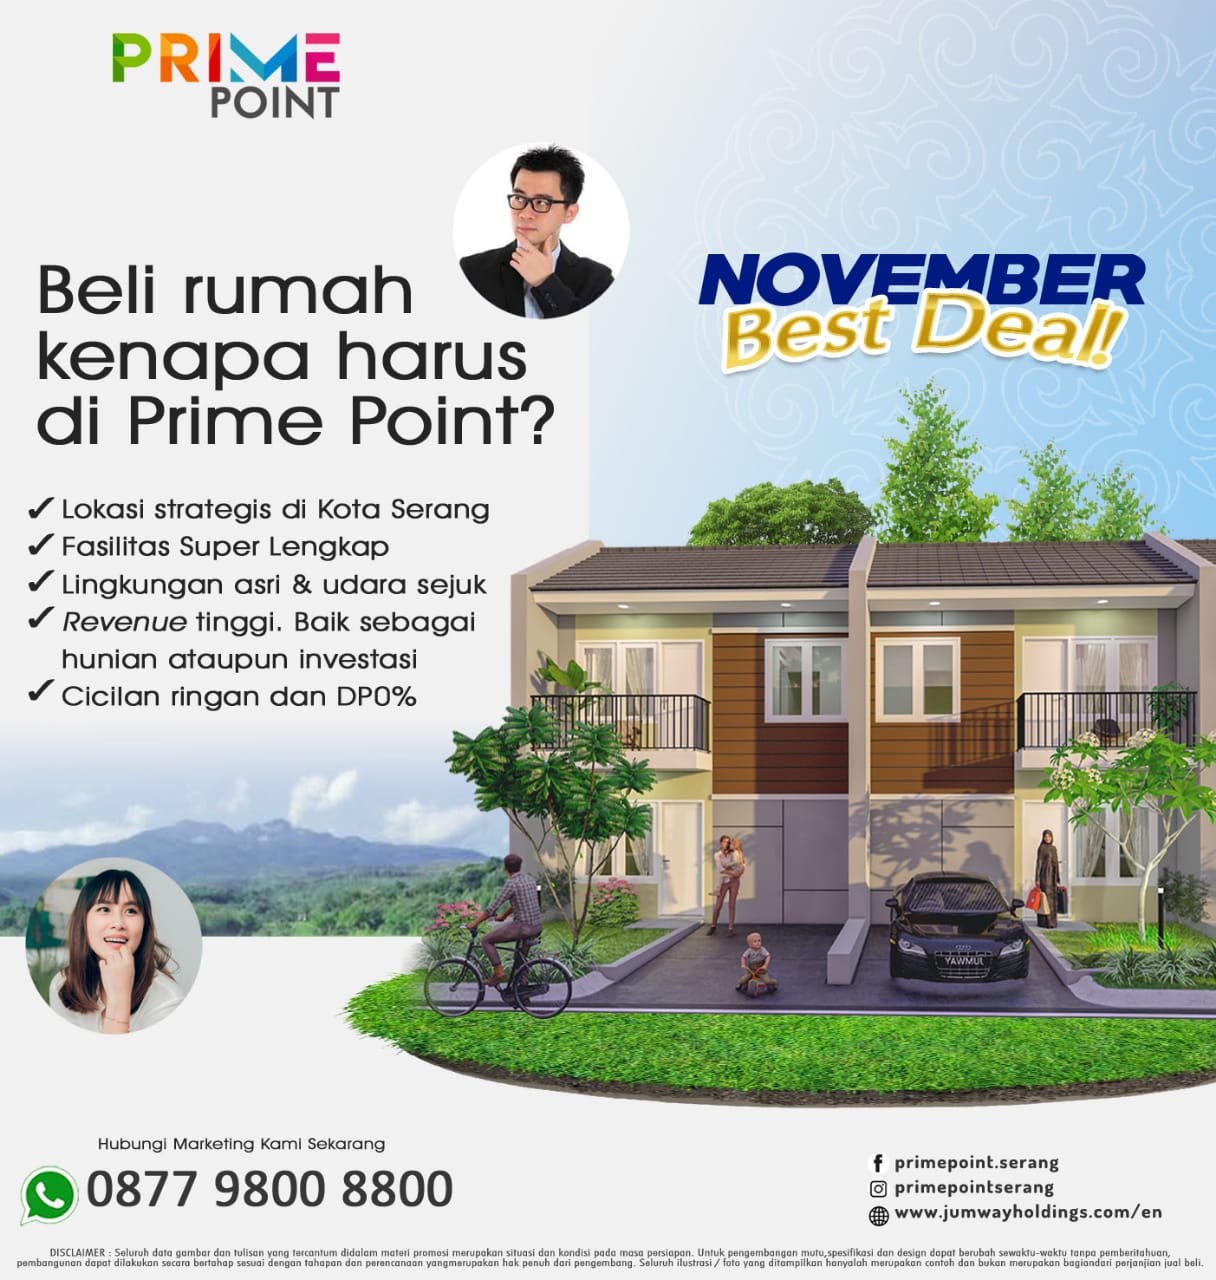 PRIME
POINT
Beli rumah
kenapa harus
di Prime Point?
NOVEMBER
Best Deal!
Lokasi strategis di Kota Serang
Fasilitas Super Lengkap
Lingkungan asri & udara sejuk
Revenue tinggi. Baik sebagai
hunian ataupun investasi
Cicilan ringan dan DP0%
YAWMUL
Hubungi Marketing Kami Sekarang
0877 9800 8800
primepoint.serang
primepointserang
www.jumwayholdings.com/en
DISCLAIMER : Seluruh data gambar dan tulisan yang tercantum didalam materi promosi merupakan situasi dan kondisi pada masa persiapan. Untuk pengembangan mutu,spesifikasi dan design dapat berubah sewaktu-waktu tanpa pemberitahuan,
pembangunan dapat dilakukan secara bertahap sesuai dengan tahapan dan perencanaan yangmerupakan hak penuh dari pengembang. Seluruh ilustrasi / foto yang ditampilkan hanyalah merupakan contoh dan bukan merupakan bagiandari perjanjian jual beli.